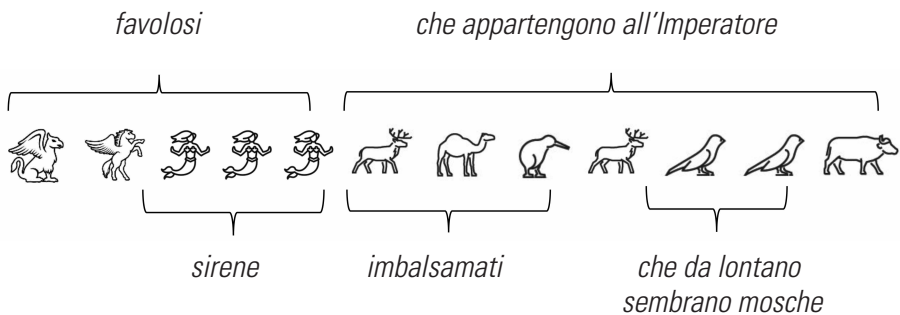 favolosi
che appartengono all’Imperatore
sirene
imbalsamati
che da lontano
sembrano mosche